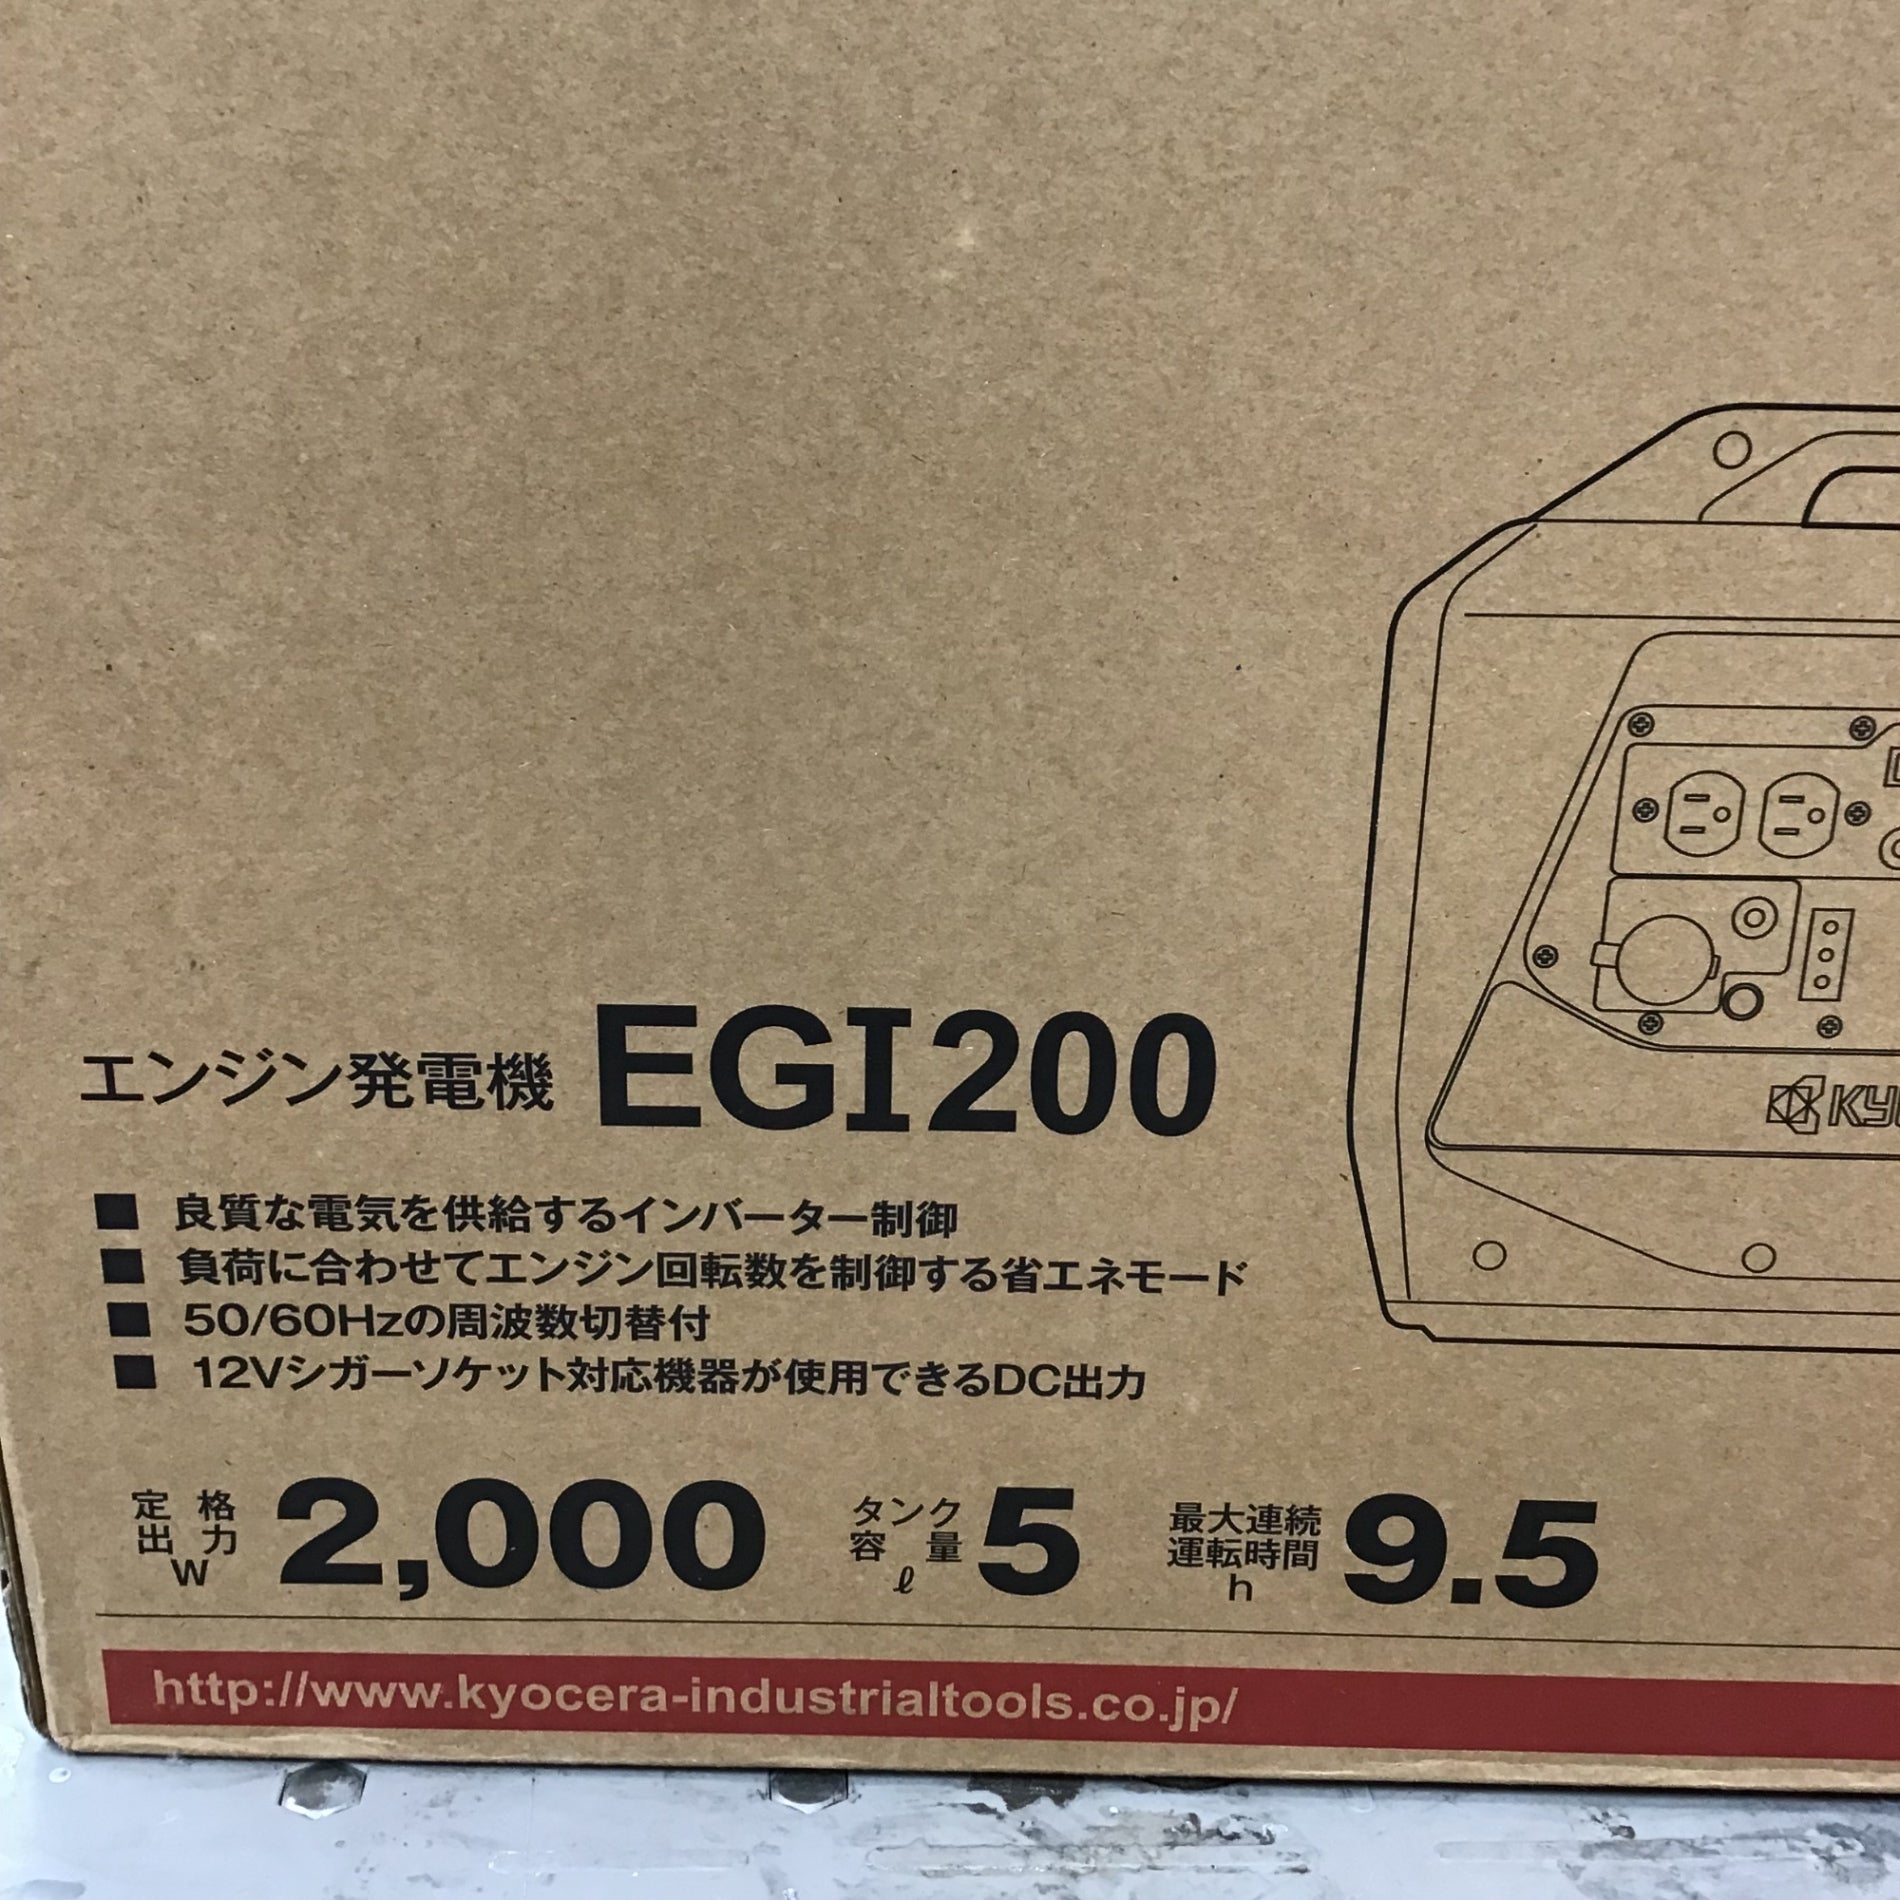 エンジン発電機 EGI200
■ 良質な電気を供給するインバーター制御
■ 負荷に合わせてエンジン回転数を制御する省エネモード
■ 50/60Hzの周波数切替付
■ 12Vシガーソケット対応機器が使用できるDC出力
定格出力 W 2,000 タンク容量 ℓ 5 最大連続運転時間 h 9.5
http://www.kyocera-industrialtools.co.jp/